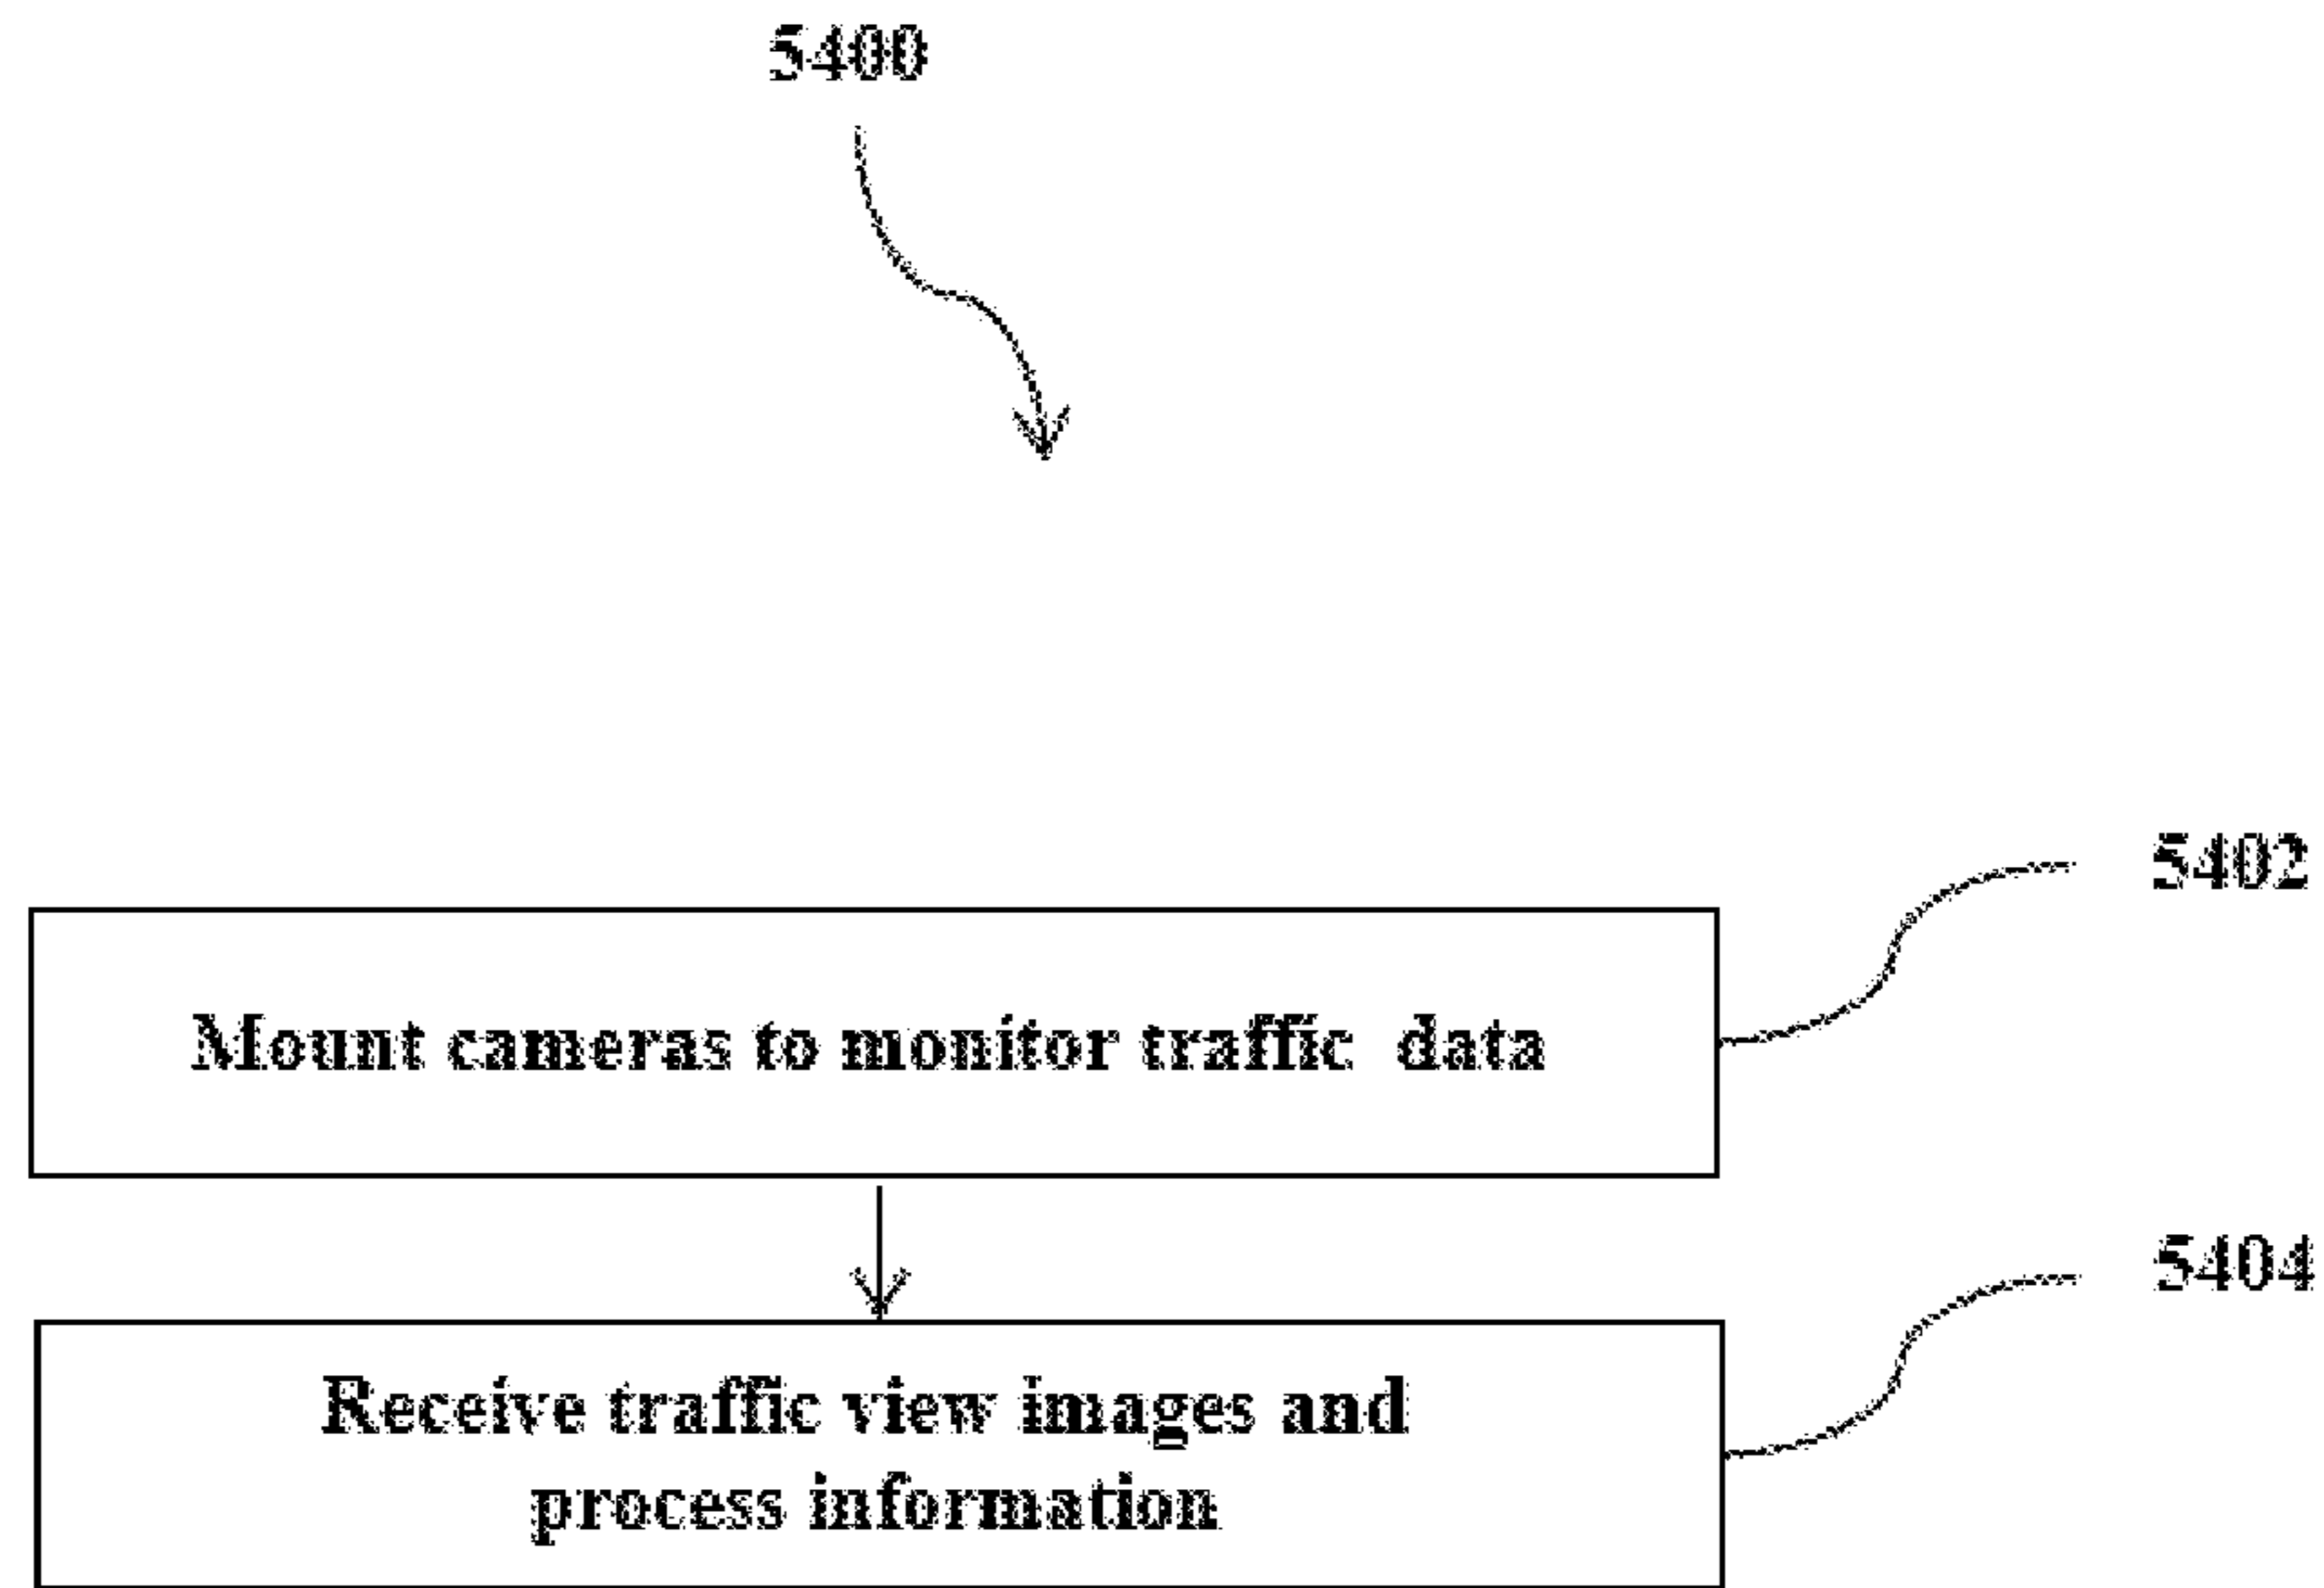 5400
5402
Mount cameras to monitor traffic data
5404
Receive traffic view images and
process information